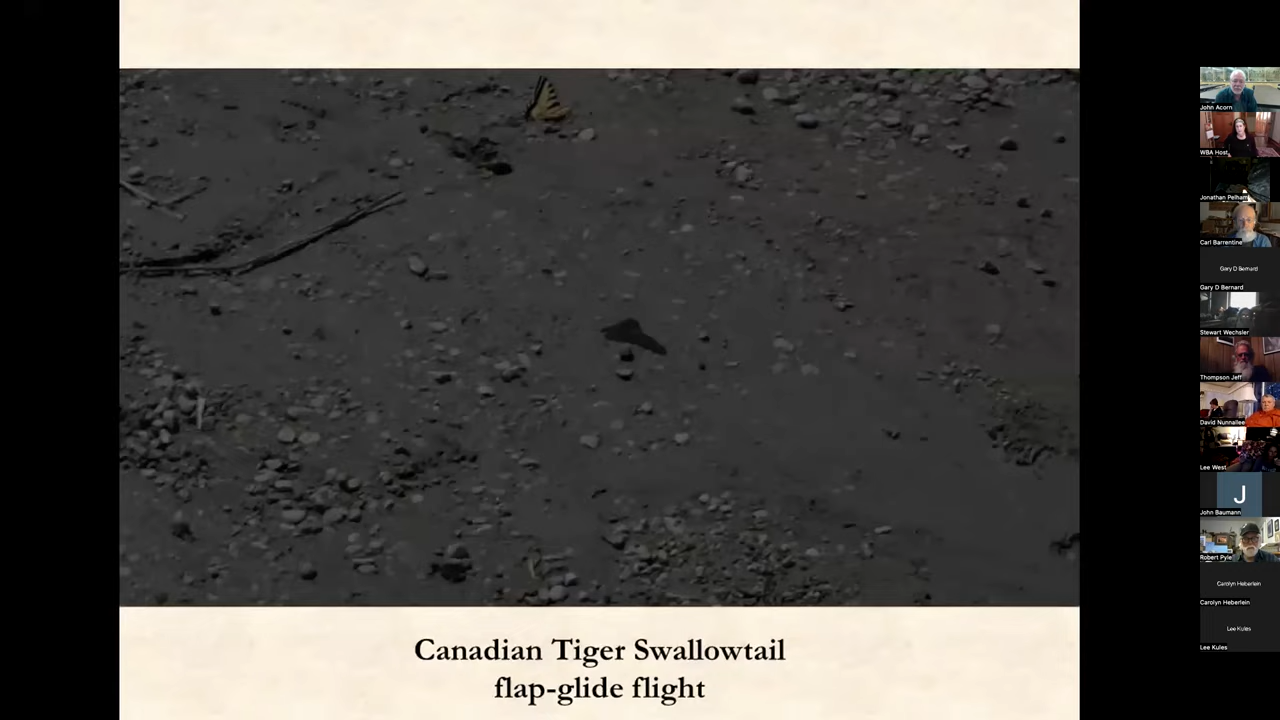 Canadian Tiger Swallowtail
flap-glide flight
John Acorn
WBA Host
Jonathan Pelham
Carl Barrentine
Gary D Bernard
Gary D Bernard
Stewart Wechsler
Thompson Jeff
David Nunnallee
Lee West
J
John Baumann
Robert Pyle
Carolyn Heberlein
Carolyn Heberlein
Lee Kules
Lee Kules